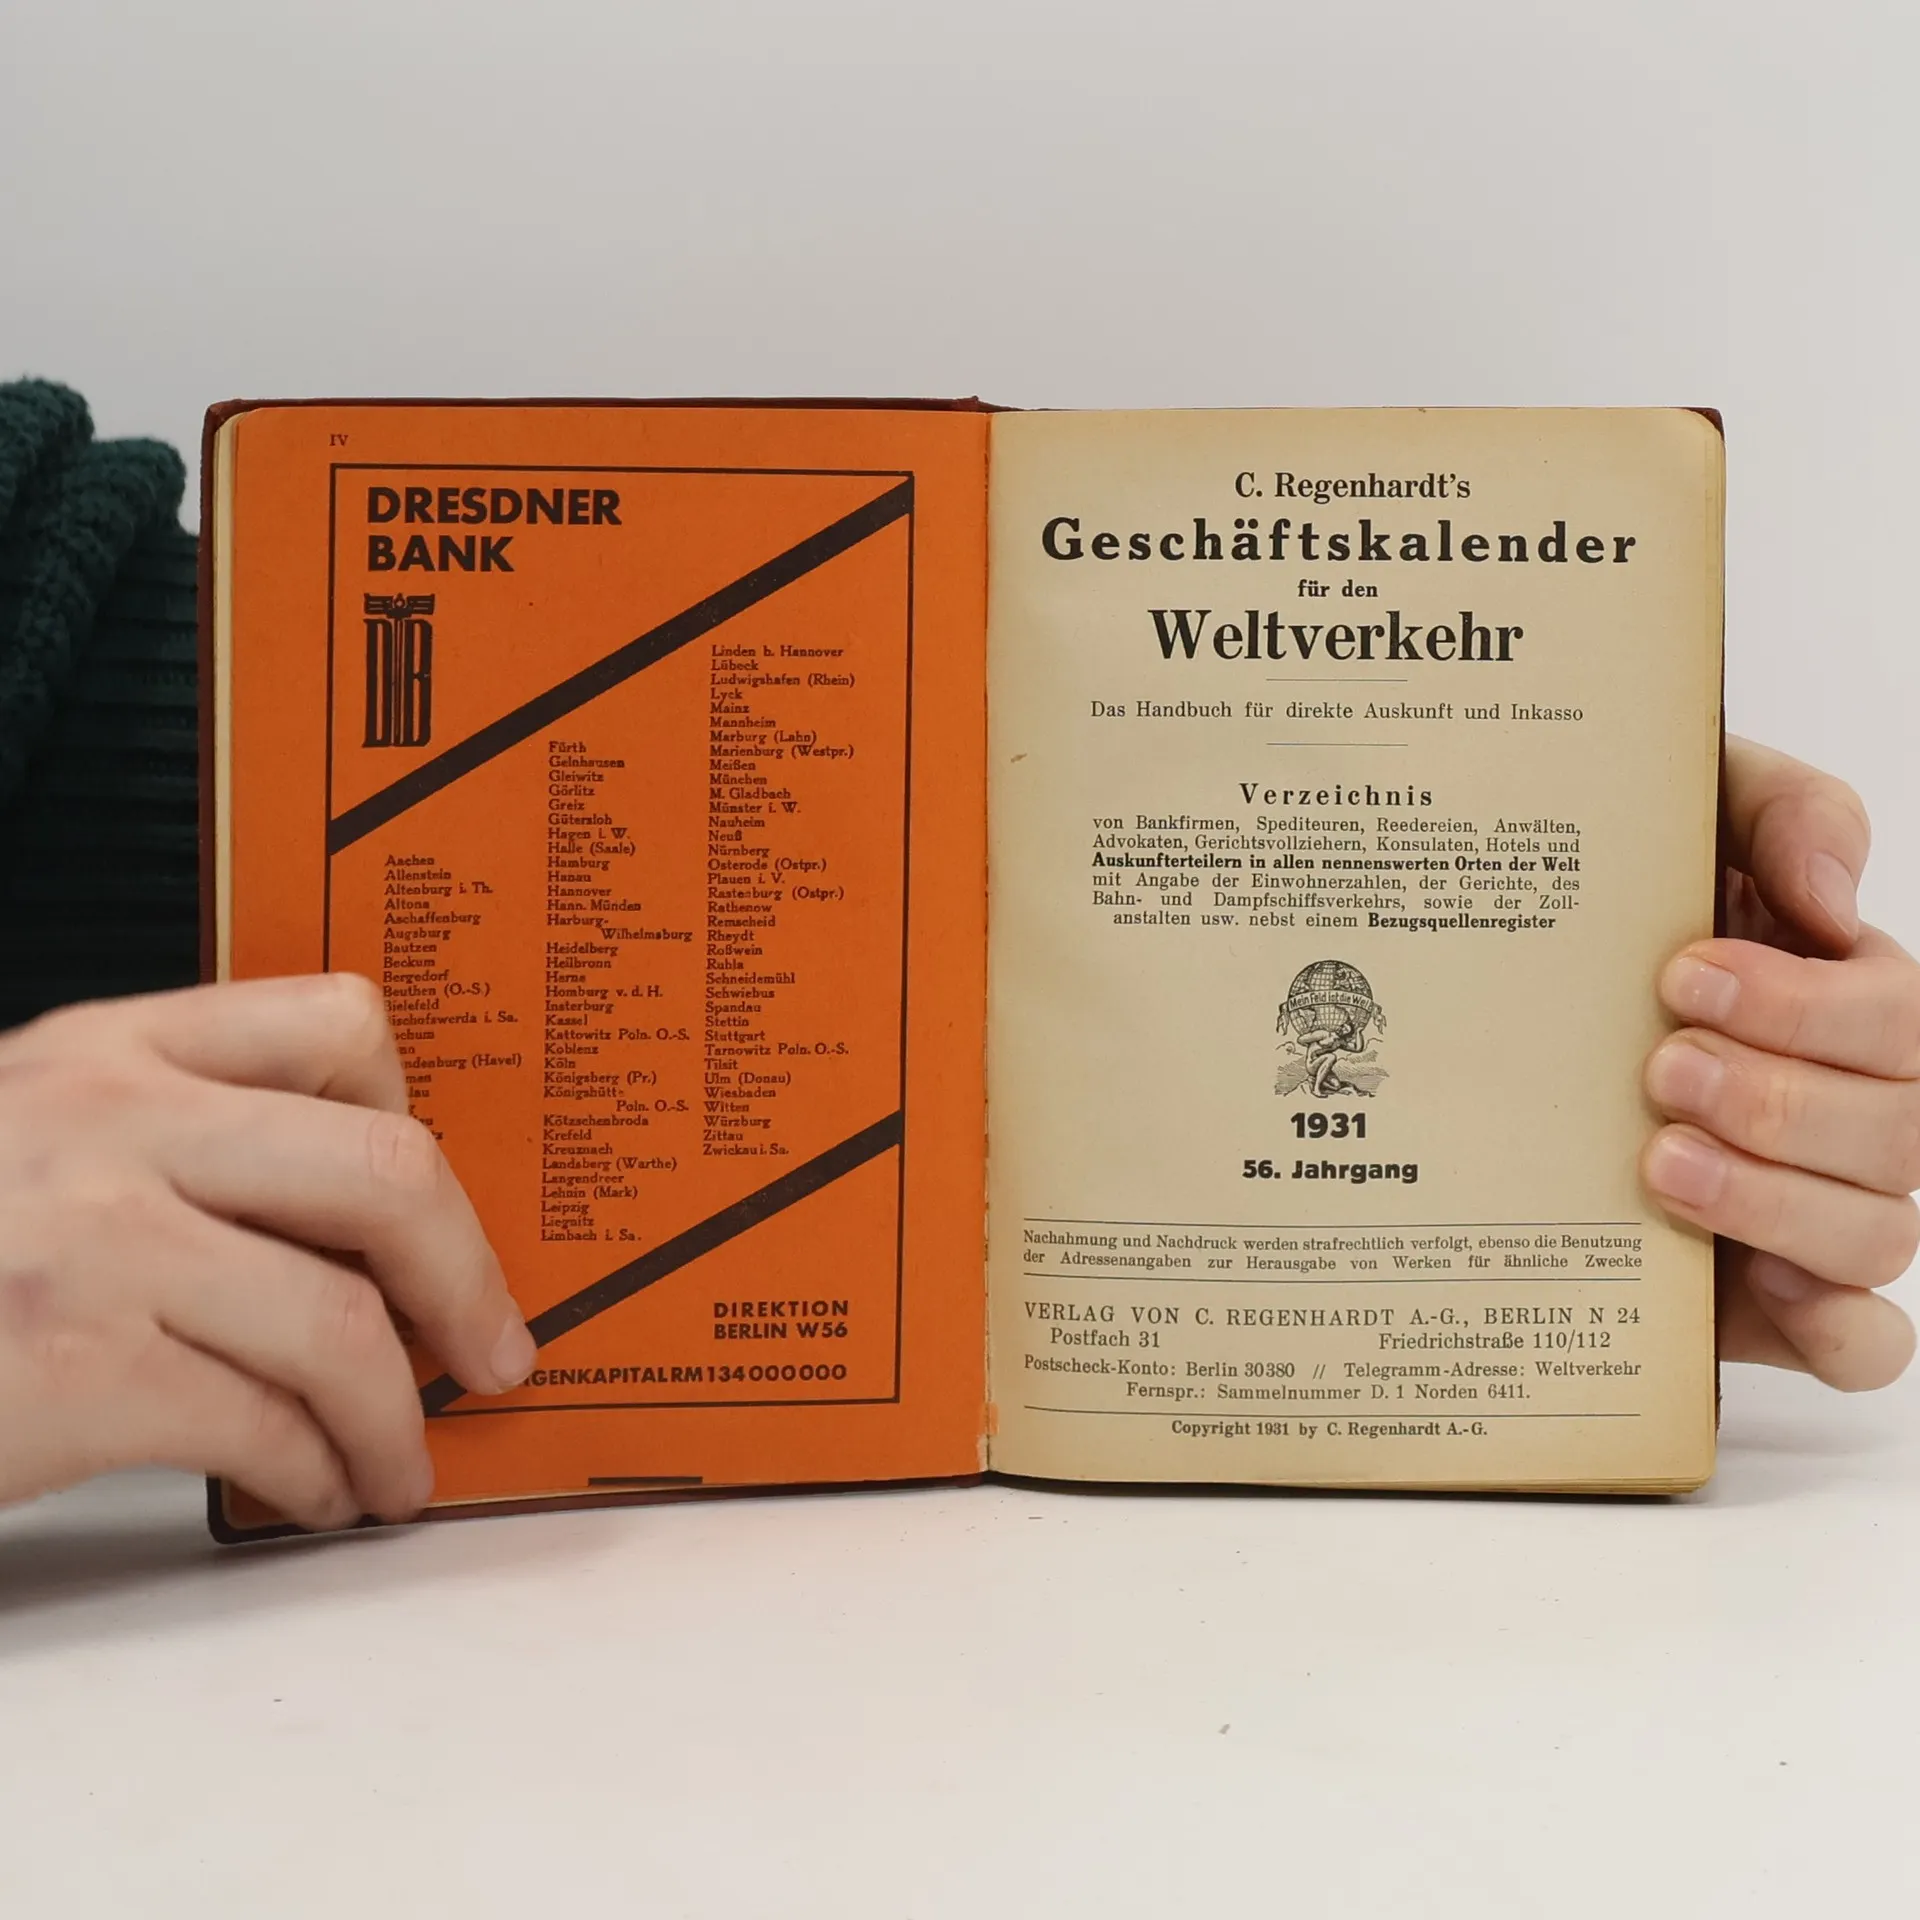 IV
DRESDNER
BANK
DB
Aachen
Allenstein
Altenburg i. Th.
Altona
Aschaffenburg
Augsburg
Bautzen
Beckum
Bergedorf
Beuthen (O.-S.)
Bielefeld
i. Sa.
(Havel)
Fürth
Gelnhausen
Gleiwitz
Görlitz
Greiz
Gütersloh
Hagen i. W.
Halle (Saale)
Hamburg
Hanau
Hannover
Hann. Münden
Harburg-
Wilhelmsburg
Heidelberg
Heilbronn
Herne
Homburg v. d. H.
Insterburg
Kassel
Kattowitz Poln. O.-S.
Koblenz
Köln
Königsberg (Pr.)
Königshütte
Poln. O.-S.
Kötzschenbroda
Krefeld
Kreuznach
Landsberg (Warthe)
Langendreer
Lehnin (Mark)
Leipzig
Liegnitz
Limbach i. Sa.
Linden b. Hannover
Lübeck
Ludwigshafen (Rhein)
Lyck
Mainz
Mannheim
Marburg (Lahn)
Marienburg (Westpr.)
Meißen
München
M. Gladbach
Münster i. W.
Nauheim
Neuß
Nürnberg
Osterode (Ostpr.)
Plauen i. V.
Rastenburg (Ostpr.)
Rathenow
Remscheid
Rheydt
Roßwein
Ruhla
Schneidemühl
Schwiebus
Spandau
Stettin
Stuttgart
Tarnowitz Poln. O.-S.
Tilsit
Ulm (Donau)
Wiesbaden
Witten
Würzburg
Zittau
Zwickau i. Sa.
DIREKTION
BERLIN W56
RM 134 000 000
C. Regenhardt's
Geschäftskalender
für den
Weltverkehr
Das Handbuch für direkte Auskunft und Inkasso
Verzeichnis
von Bankfirmen, Spediteuren, Reedereien, Anwälten,
Advokaten, Gerichtsvollziehern, Konsulaten, Hotels und
Auskunfterteilern in allen nennenswerten Orten der Welt
mit Angabe der Einwohnerzahlen, der Gerichte, des
Bahn- und Dampfschiffsverkehrs, sowie der Zoll-
anstalten usw. nebst einem Bezugsquellenregister
Mein Feld ist die Welt
1931
56. Jahrgang
Nachahmung und Nachdruck werden strafrechtlich verfolgt, ebenso die Benutzung
der Adressenangaben zur Herausgabe von Werken für ähnliche Zwecke
VERLAG VON C. REGENHARDT A.-G., BERLIN N 24
Postfach 31 Friedrichstraße 110/112
Postscheck-Konto: Berlin 30380 // Telegramm-Adresse: Weltverkehr
Fernspr.: Sammelnummer D. 1 Norden 6411.
Copyright 1931 by C. Regenhardt A.-G.